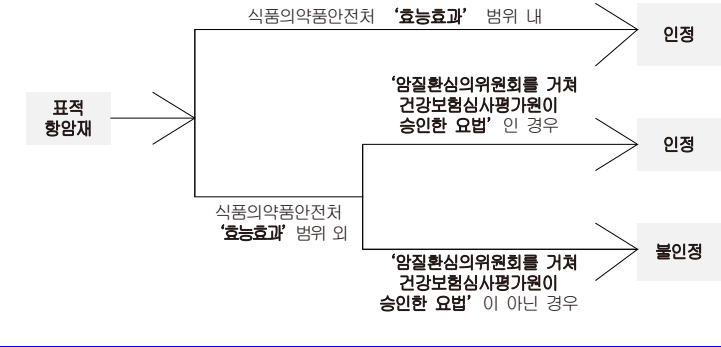 식품의약품안전처 ‘효능효과’ 범위 내
인정
표적
항암재
‘암질환심의위원회를 거쳐
건강보험심사평가원이
승인한 요법’ 인 경우
인정
식품의약품안전처
‘효능효과’ 범위 외
‘암질환심의위원회를 거쳐
건강보험심사평가원이
승인한 요법’ 이 아닌 경우
불인정